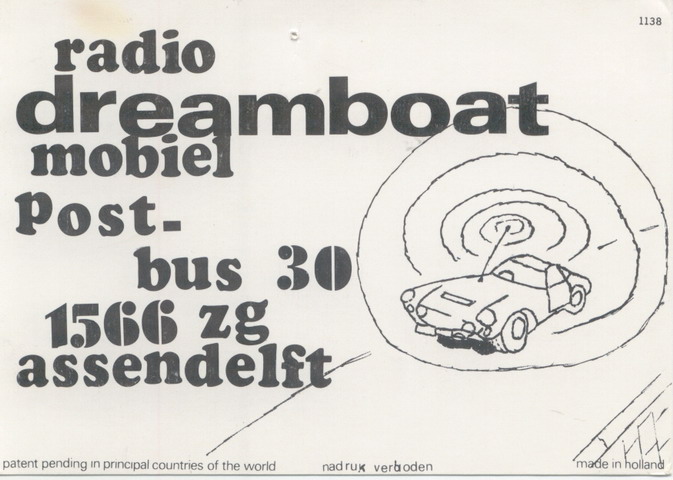 1138
radio
dreamboat
mobiel
post-
bus 30
1566 zg
assendelft
patent pending in principal countries of the world
nadruk verboden
made in holland